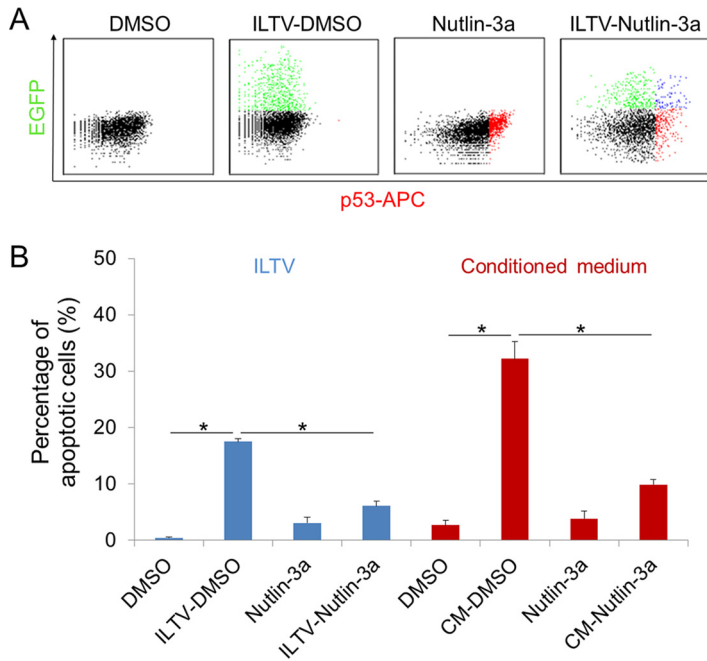 A
DMSO
ILTV-DMSO
Nutlin-3a
ILTV-Nutlin-3a
EGFP
p53-APC
B
Percentage of
apoptotic cells (%)
50
40
30
20
10
0
ILTV
Conditioned medium
*
*
*
*
DMSO
ILTV-DMSO
Nutlin-3a
ILTV-Nutlin-3a
DMSO
CM-DMSO
Nutlin-3a
CM-Nutlin-3a